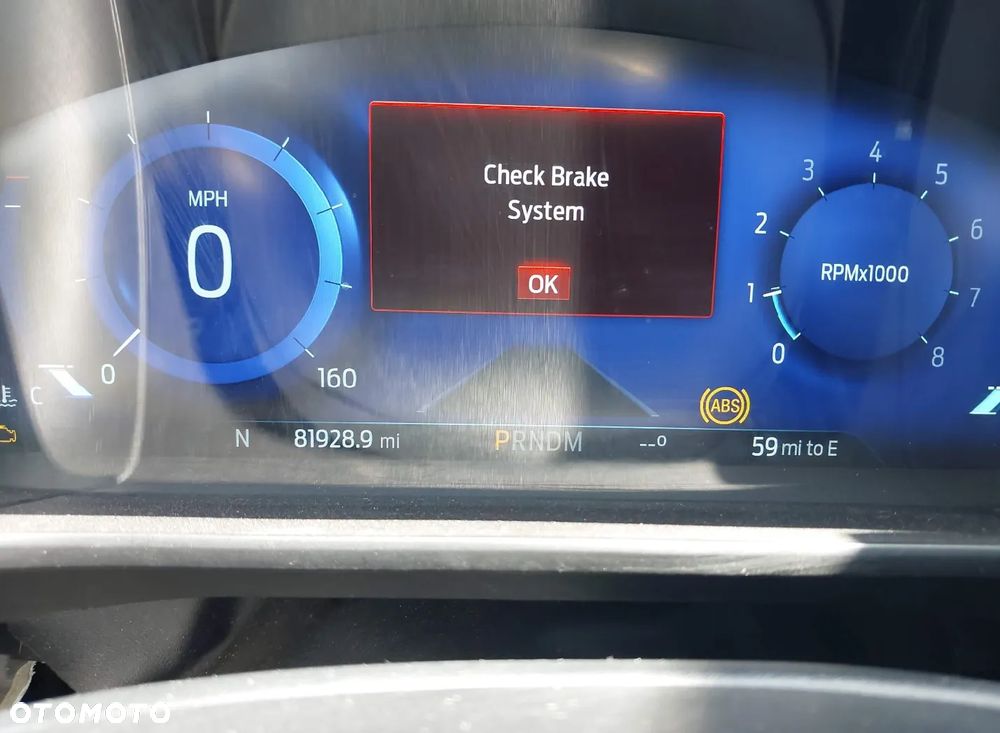 Check Brake
System
OK
MPH
0
0
160
4
3
5
2
6
RPMx1000
1
7
0
8
C
ABS
N
81928.9 mi
PRNDM
--º
59 mi to E
OTOMOTO